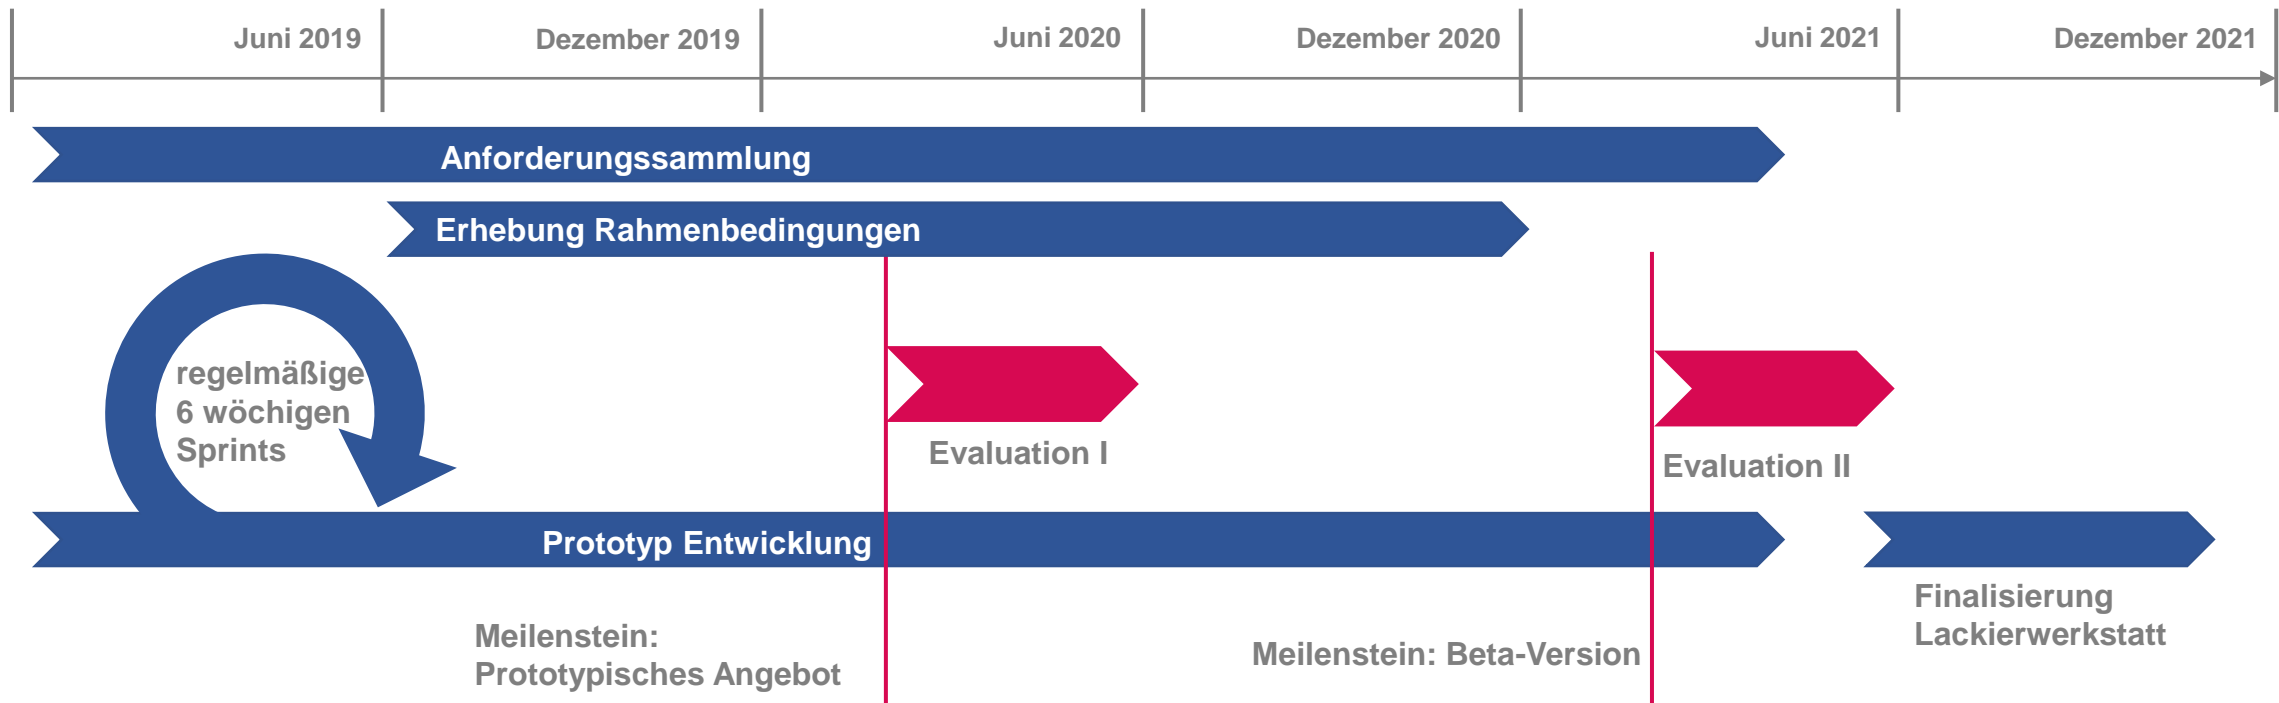 Juni 2019
Dezember 2019
Juni 2020
Dezember 2020
Juni 2021
Dezember 2021
Anforderungssammlung
Erhebung Rahmenbedingungen
regelmäßige
6 wöchigen
Sprints
Evaluation I
Evaluation II
Prototyp Entwicklung
Meilenstein:
Prototypisches Angebot
Meilenstein: Beta-Version
Finalisierung
Lackierwerkstatt